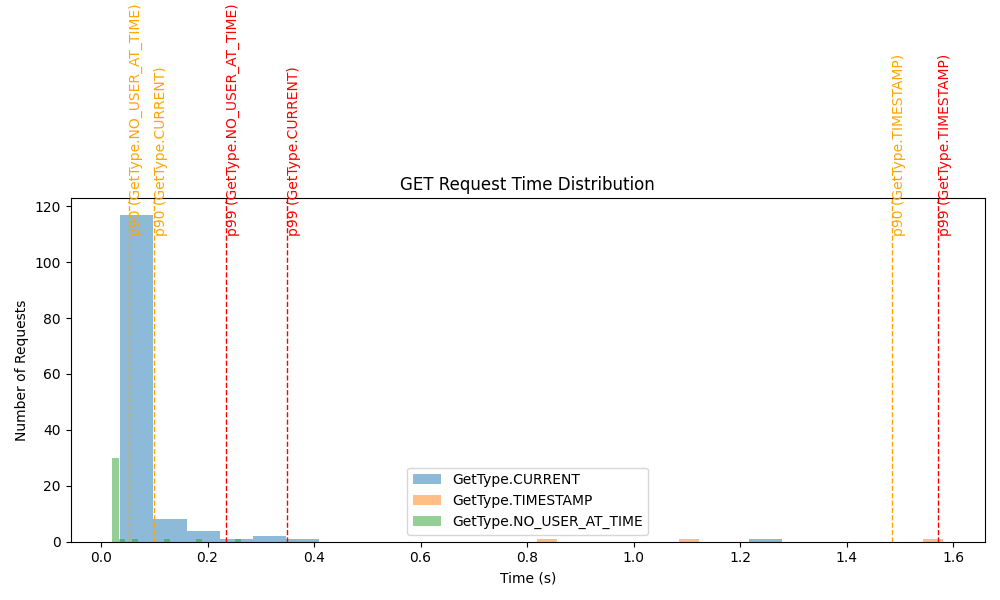 p90 (GetType.NO_USER_AT_TIME)
p90 (GetType.CURRENT)
p99 (GetType.NO_USER_AT_TIME)
p99 (GetType.CURRENT)
p90 (GetType.TIMESTAMP)
p99 (GetType.TIMESTAMP)
GET Request Time Distribution
Number of Requests
120
100
80
60
40
20
0
GetType.CURRENT
GetType.TIMESTAMP
GetType.NO_USER_AT_TIME
0.0 0.2 0.4 0.6 0.8 1.0 1.2 1.4 1.6
Time (s)